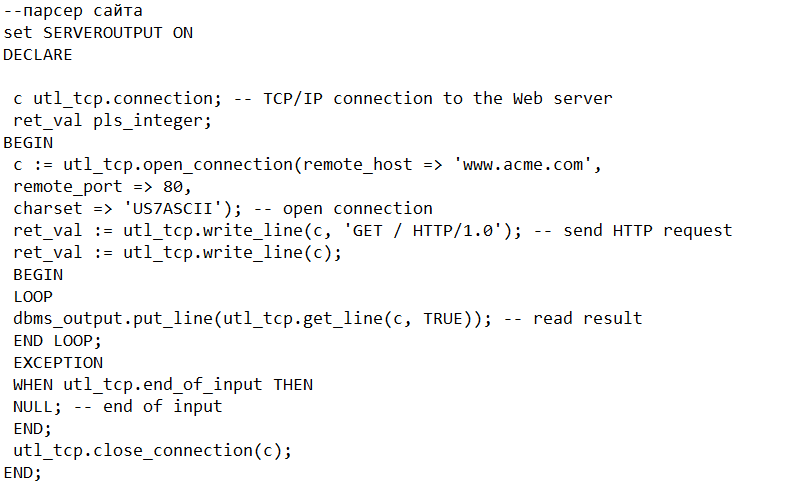 --парсер сайта
set SERVEROUTPUT ON
DECLARE

 c utl_tcp.connection; -- TCP/IP connection to the Web server
 ret_val pls_integer;
BEGIN
 c := utl_tcp.open_connection(remote_host => 'www.acme.com',
 remote_port => 80,
 charset => 'US7ASCII'); -- open connection
 ret_val := utl_tcp.write_line(c, 'GET / HTTP/1.0'); -- send HTTP request
 ret_val := utl_tcp.write_line(c);
 BEGIN
 LOOP
 dbms_output.put_line(utl_tcp.get_line(c, TRUE)); -- read result
 END LOOP;
 EXCEPTION
 WHEN utl_tcp.end_of_input THEN
 NULL; -- end of input
 END;
 utl_tcp.close_connection(c);
END;